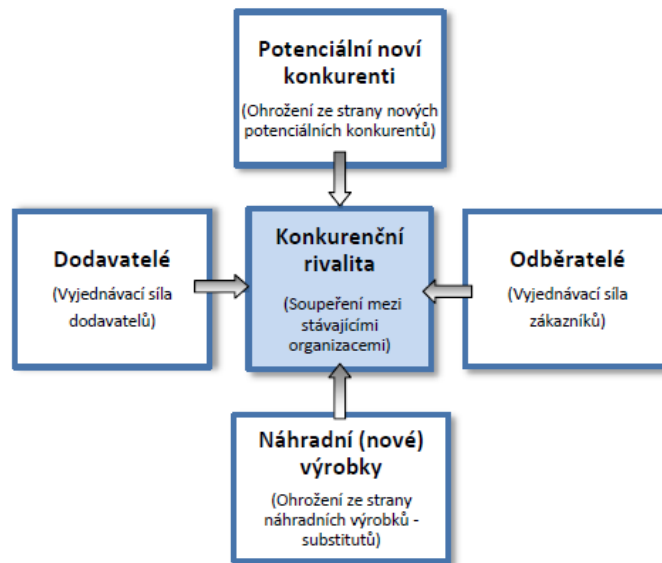 Potenciální noví
konkurenti
(Ohrožení ze strany nových
potenciálních konkurentů)
Dodavatelé
(Vyjednávací síla
dodavatelů)
Konkurenční
rivalita
(Soupeření mezi
stávajícími
organizacemi)
Odběratelé
(Vyjednávací síla
zákazníků)
Náhradní (nové)
výrobky
(Ohrožení ze strany
náhradních výrobků -
substitutů)